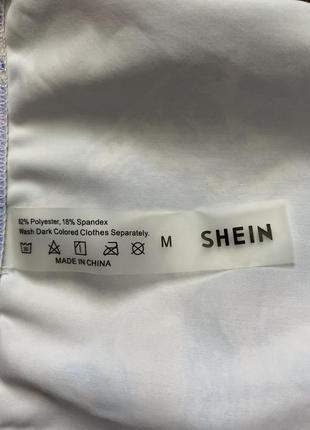 82% Polyester, 18% Spandex
Wash Dark Colored Clothes Separately.
M SHEIN
MADE IN CHINA